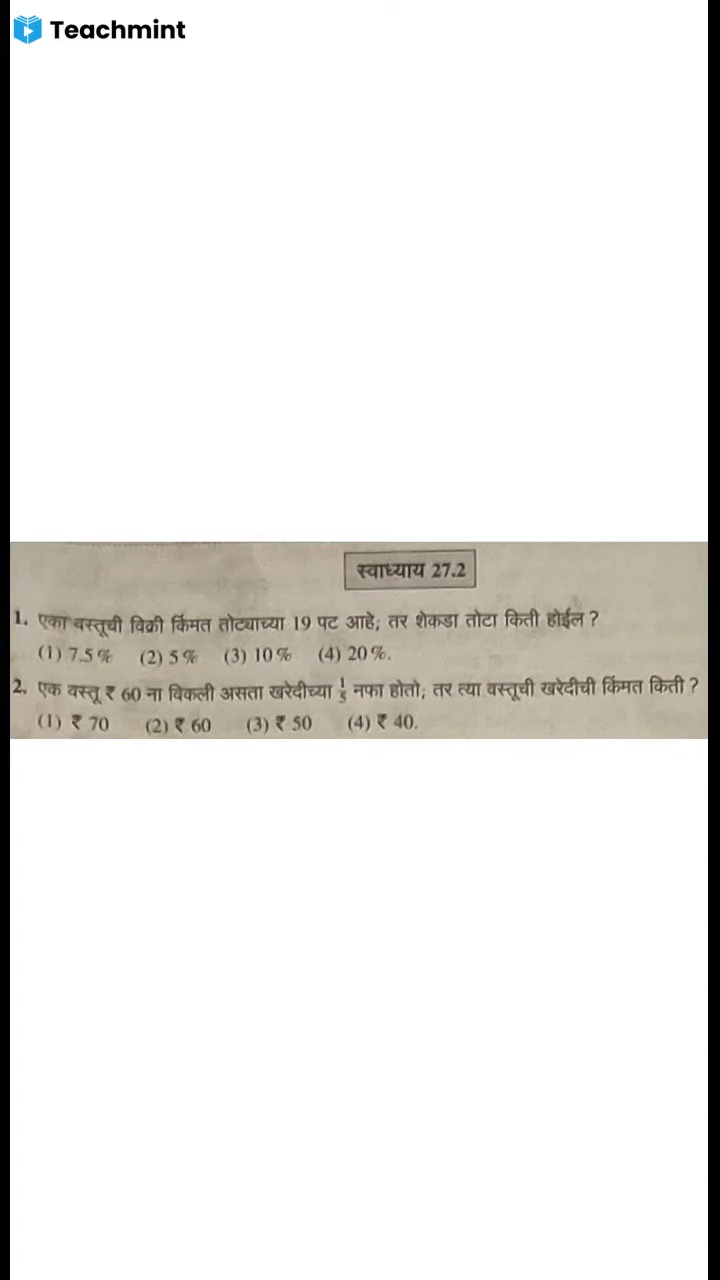 Teachmint
स्वाध्याय 27.2
1. एका वस्तूची विक्री किंमत तोट्याच्या 19 पट आहे; तर शेकडा तोटा किती होईल ?
(1) 7.5% (2) 5% (3) 10% (4) 20%.
2. एक वस्तू ₹ 60 ना विकली असता खरेदीच्या 1/5 नफा होतो; तर त्या वस्तूची खरेदीची किंमत किती ?
(1) ₹ 70 (2) ₹ 60 (3) ₹ 50 (4) ₹ 40.